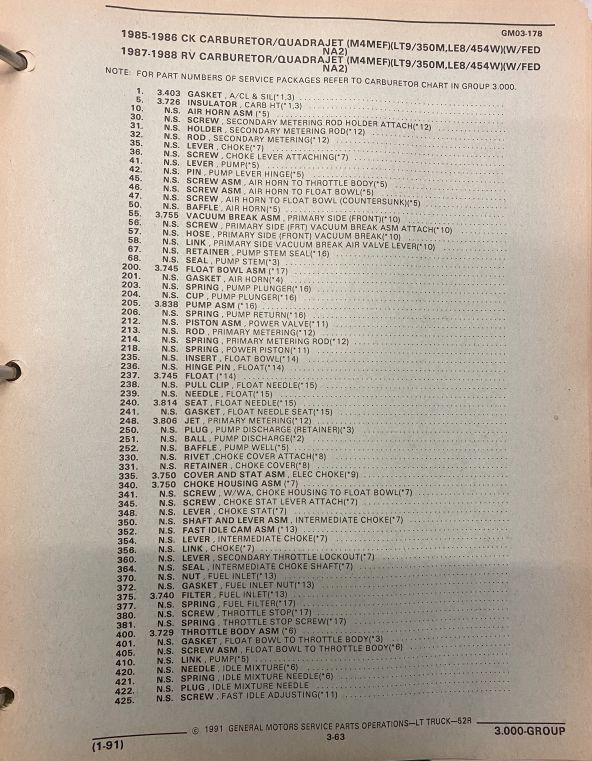 GM03-178
1985-1986 CK CARBURETOR/QUADRAJET (M4MEF)(LT9/350M,LE8/454W)(W/FED
NA2)
1987-1988 RV CARBURETOR/QUADRAJET (M4MEF)(LT9/350M,LE8/454W)(W/FED
NA2)
NOTE: FOR PART NUMBERS OF SERVICE PACKAGES REFER TO CARBURETOR CHART IN GROUP 3.000.
1. 3.403 GASKET , A/CL & SIL(*1,3)
5. 3.726 INSULATOR , CARB HT(*1,3)
10. N.S. AIR HORN ASM (*5)
30. N.S. SCREW , SECONDARY METERING ROD HOLDER ATTACH(*12)
31. N.S. HOLDER , SECONDARY METERING ROD(*12)
32. N.S. ROD , SECONDARY METERING(*12)
35. N.S. LEVER , CHOKE(*7)
36. N.S. SCREW , CHOKE LEVER ATTACHING(*7)
41. N.S. LEVER , PUMP(*5)
42. N.S. PIN , PUMP LEVER HINGE(*5)
45. N.S. SCREW ASM , AIR HORN TO THROTTLE BODY(*5)
46. N.S. SCREW ASM , AIR HORN TO FLOAT BOWL(*5)
47. N.S. SCREW , AIR HORN TO FLOAT BOWL (COUNTERSUNK)(*5)
50. N.S. BAFFLE , AIR HORN(*5)
55. 3.755 VACUUM BREAK ASM , PRIMARY SIDE (FRONT)(*10)
56. N.S. SCREW , PRIMARY SIDE (FRT) VACUUM BREAK ASM ATTACH(*10)
57. N.S. HOSE , PRIMARY SIDE (FRONT) VACUUM BREAK(*10)
58. N.S. LINK , PRIMARY SIDE VACUUM BREAK AIR VALVE LEVER(*10)
67. N.S. RETAINER , PUMP STEM SEAL(*16)
68. N.S. SEAL , PUMP STEM(*3)
200. 3.745 FLOAT BOWL ASM (*17)
201. N.S. GASKET , AIR HORN(*4)
203. N.S. SPRING , PUMP PLUNGER(*16)
204. N.S. CUP , PUMP PLUNGER(*16)
205. 3.838 PUMP ASM (*16)
206. N.S. SPRING , PUMP RETURN(*16)
212. N.S. PISTON ASM , POWER VALVE(*11)
213. N.S. ROD , PRIMARY METERING(*12)
214. N.S. SPRING , PRIMARY METERING ROD(*12)
218. N.S. SPRING , POWER PISTON(*11)
235. N.S. INSERT , FLOAT BOWL(*14)
236. N.S. HINGE PIN , FLOAT(*14)
237. 3.745 FLOAT (*14)
238. N.S. PULL CLIP , FLOAT NEEDLE(*15)
239. N.S. NEEDLE , FLOAT(*15)
240. 3.814 SEAT , FLOAT NEEDLE(*15)
241. N.S. GASKET , FLOAT NEEDLE SEAT(*15)
248. 3.806 JET , PRIMARY METERING(*12)
250. N.S. PLUG , PUMP DISCHARGE (RETAINER)(*3)
251. N.S. BALL , PUMP DISCHARGE(*2)
252. N.S. BAFFLE , PUMP WELL(*5)
330. N.S. RIVET ,CHOKE COVER ATTACH(*8)
331. N.S. RETAINER , CHOKE COVER(*8)
335. 3.750 COVER AND STAT ASM , ELEC CHOKE(*9)
340. 3.750 CHOKE HOUSING ASM (*7)
341. N.S. SCREW , W/WA, CHOKE HOUSING TO FLOAT BOWL(*7)
345. N.S. SCREW , CHOKE STAT LEVER ATTACH(*7)
348. N.S. LEVER , CHOKE STAT(*7)
350. N.S. SHAFT AND LEVER ASM , INTERMEDIATE CHOKE(*7)
352. N.S. FAST IDLE CAM ASM (*13)
354. N.S. LEVER , INTERMEDIATE CHOKE(*7)
356. N.S. LINK , CHOKE(*7)
360. N.S. LEVER , SECONDARY THROTTLE LOCKOUT(*7)
364. N.S. SEAL , INTERMEDIATE CHOKE SHAFT(*7)
370. N.S. NUT , FUEL INLET(*13)
372. N.S. GASKET , FUEL INLET NUT(*13)
375. 3.740 FILTER , FUEL INLET(*13)
377. N.S. SPRING , FUEL FILTER(*17)
380. N.S. SCREW , THROTTLE STOP(*17)
381. N.S. SPRING , THROTTLE STOP SCREW(*17)
400. 3.729 THROTTLE BODY ASM (*6)
401. N.S. GASKET , FLOAT BOWL TO THROTTLE BODY(*3)
405. N.S. SCREW ASM , FLOAT BOWL TO THROTTLE BODY(*6)
410. N.S. LINK , PUMP(*5)
420. N.S. NEEDLE , IDLE MIXTURE(*6)
421. N.S. SPRING , IDLE MIXTURE NEEDLE(*6)
422. N.S. PLUG , IDLE MIXTURE NEEDLE
425. N.S. SCREW , FAST IDLE ADJUSTING(*11)
© 1991 GENERAL MOTORS SERVICE PARTS OPERATIONS—LT TRUCK—52R
(1-91) 3-63 3.000-GROUP